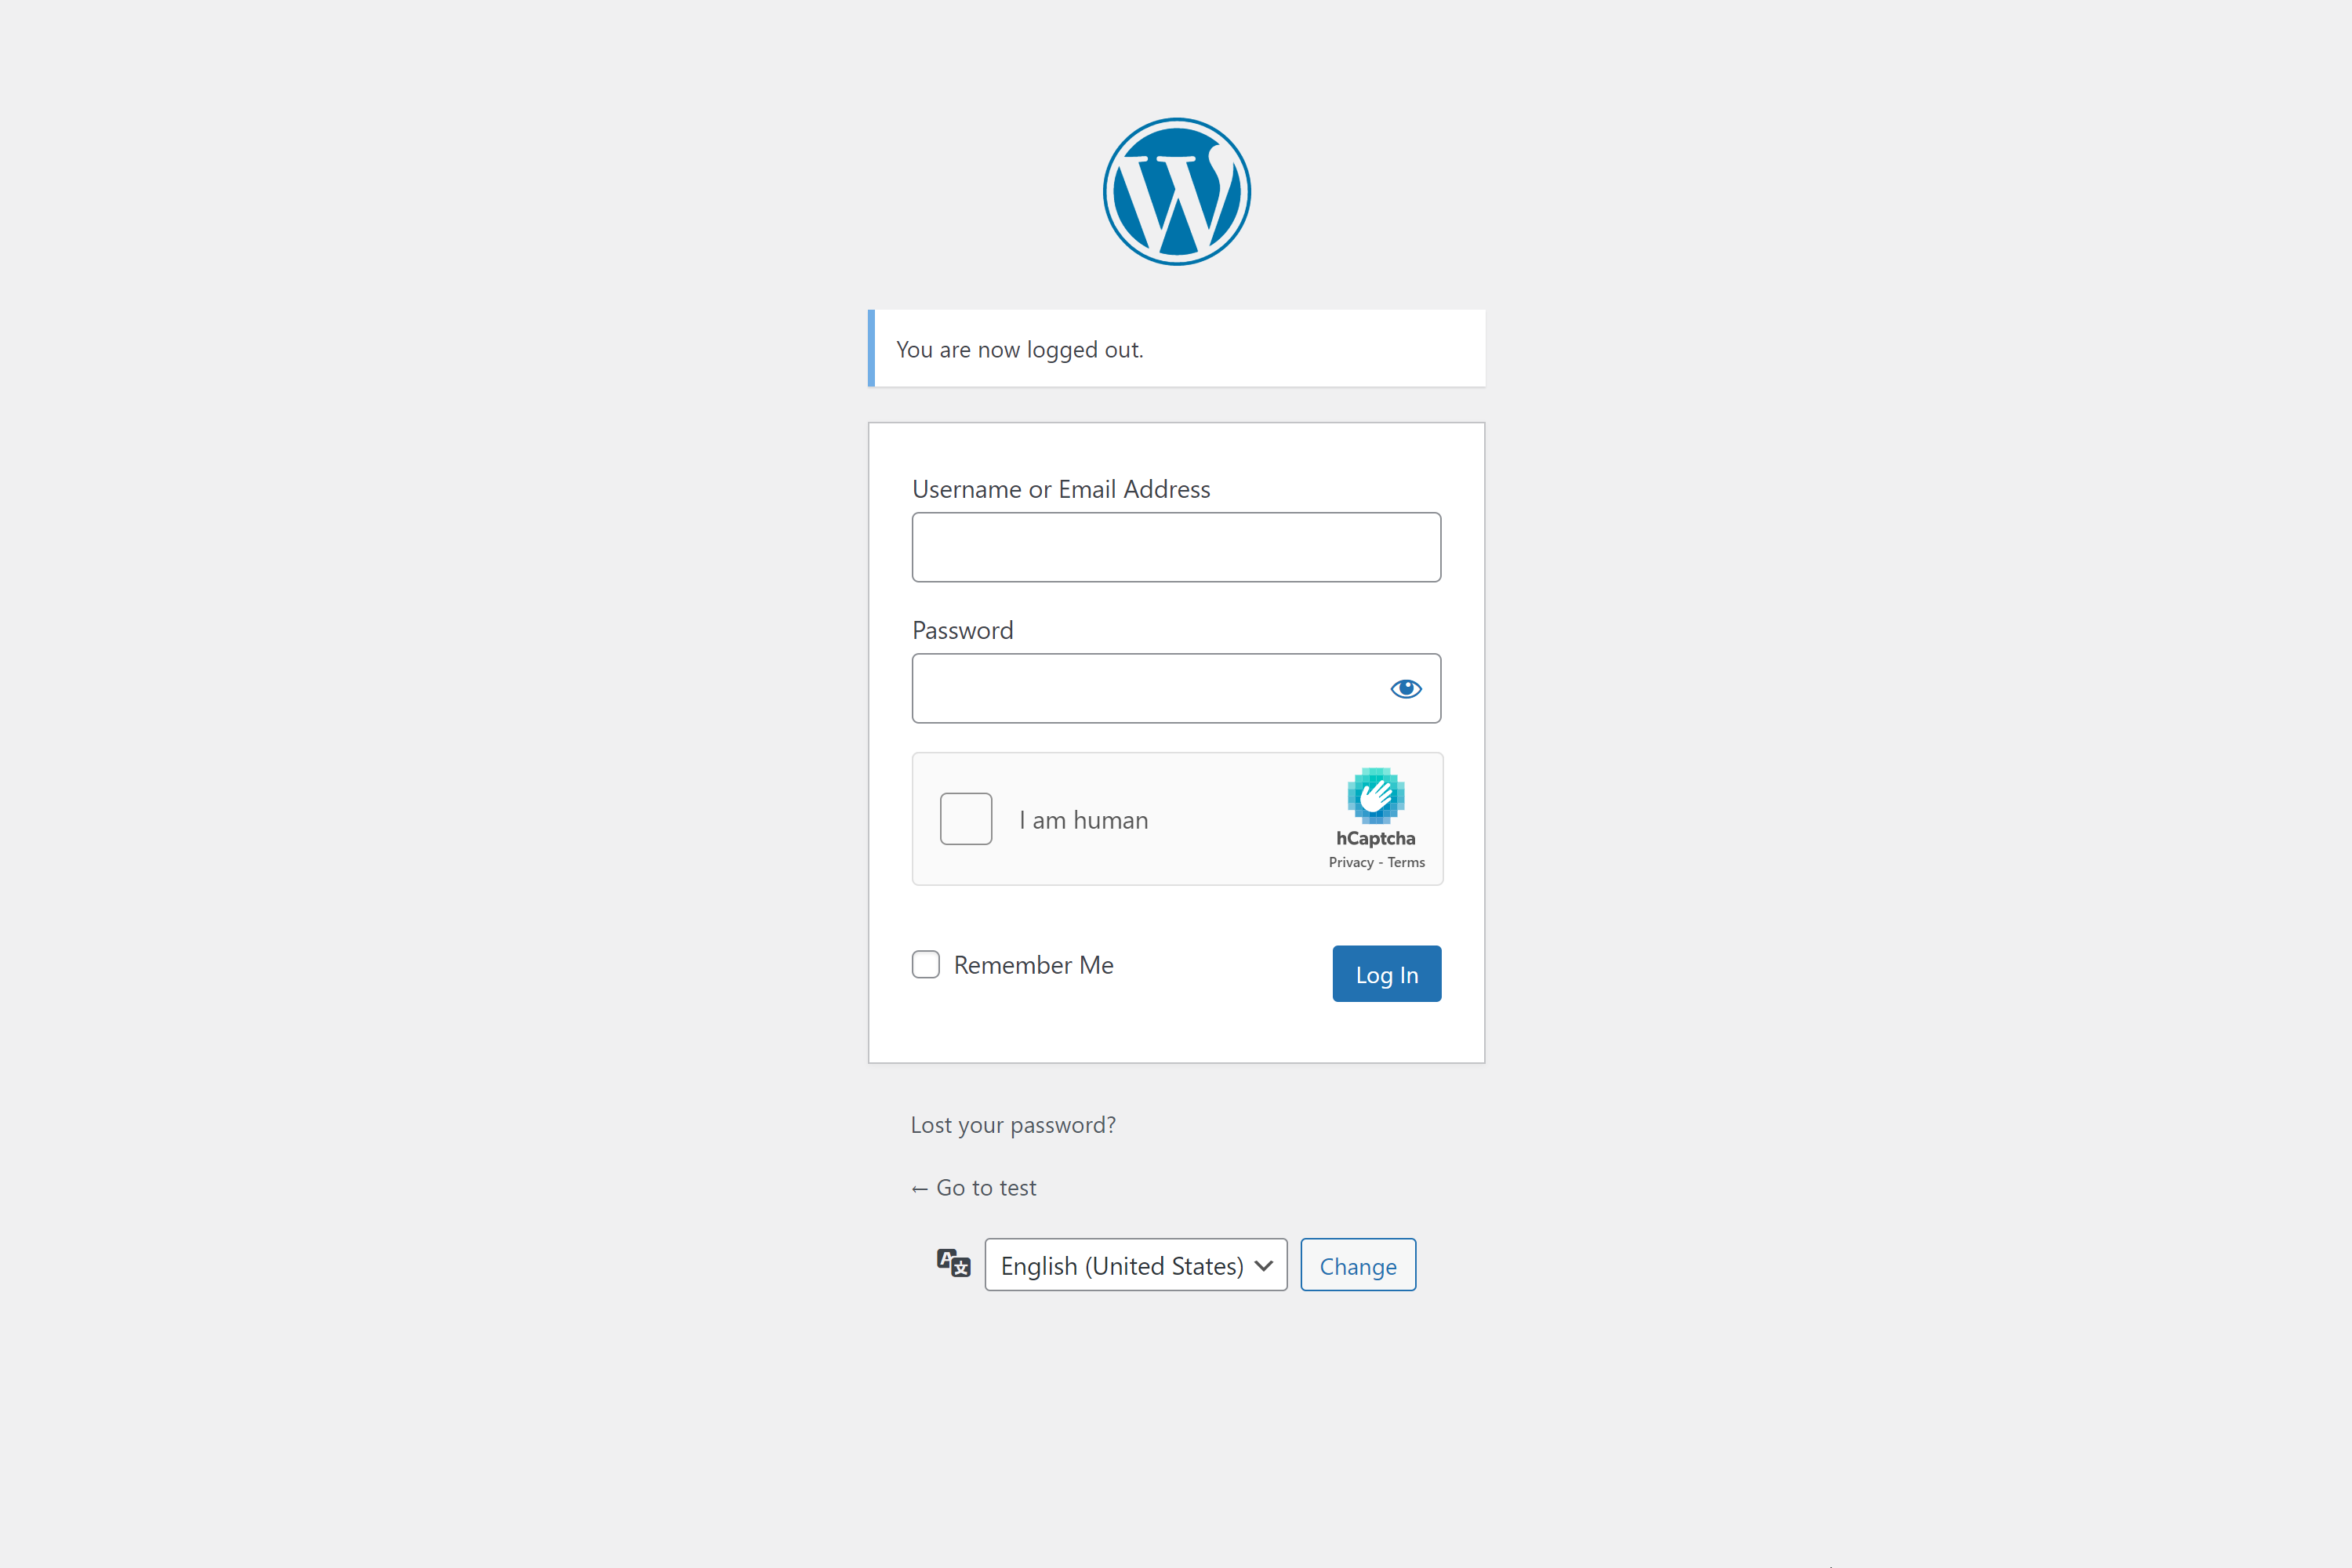 You are now logged out.
Username or Email Address
Password
I am human
hCaptcha
Privacy - Terms
Remember Me
Log In
Lost your password?
← Go to test
English (United States)
Change